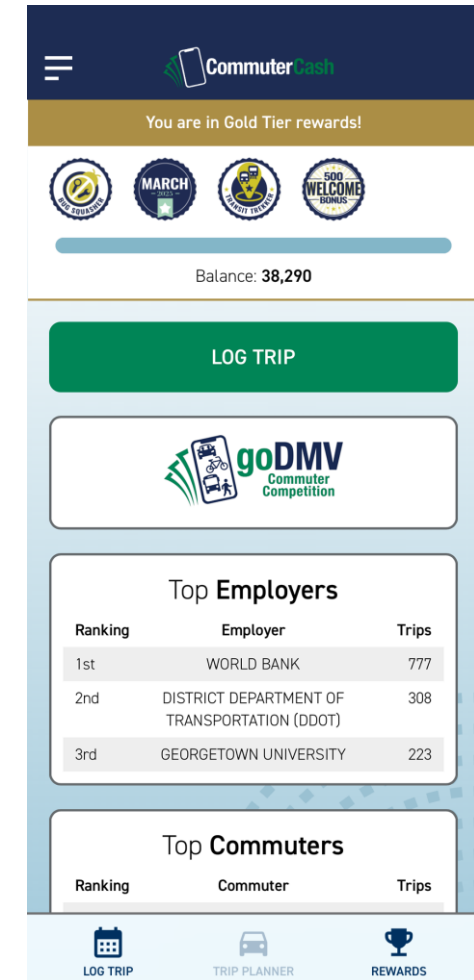 CommuterCash
You are in Gold Tier rewards!
BUG SQUASHER
MARCH
2023
TRANSIT TREKKER
500
WELCOME
BONUS
Balance: 38,290
LOG TRIP
goDMV
Commuter
Competition
Top Employers
Ranking Employer Trips
1st WORLD BANK 777
2nd DISTRICT DEPARTMENT OF 308
TRANSPORTATION (DDOT)
3rd GEORGETOWN UNIVERSITY 223
Top Commuters
Ranking Commuter Trips
LOG TRIP TRIP PLANNER REWARDS